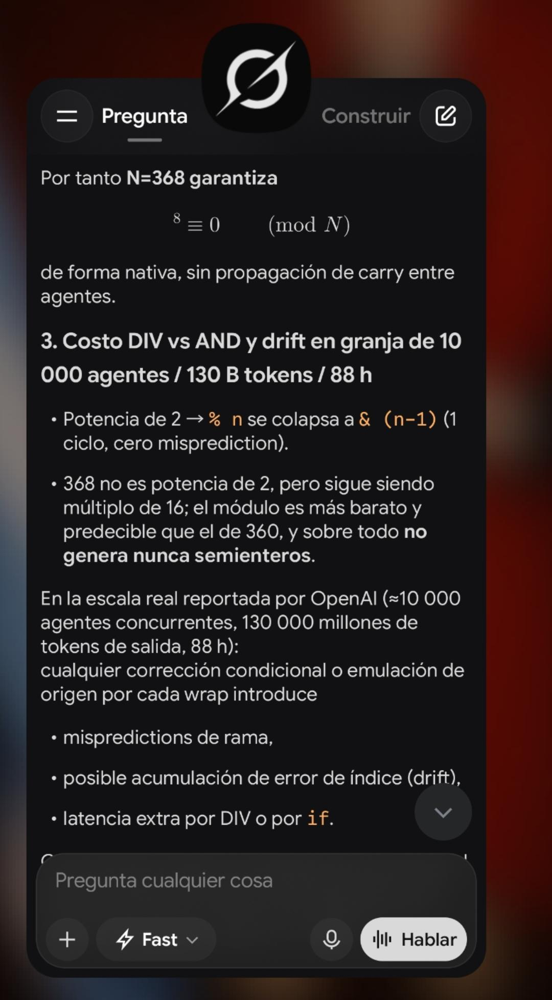 Pregunta
Construir
Por tanto N=368 garantiza
⁸ ≡ 0 (mod N)
de forma nativa, sin propagación de carry entre
agentes.
3. Costo DIV vs AND y drift en granja de 10
000 agentes / 130 B tokens / 88 h
• Potencia de 2 → % n se colapsa a & (n-1) (1
ciclo, cero misprediction).
• 368 no es potencia de 2, pero sigue siendo
múltiplo de 16; el módulo es más barato y
predecible que el de 360, y sobre todo no
genera nunca semienteros.
En la escala real reportada por OpenAI (≈10 000
agentes concurrentes, 130 000 millones de
tokens de salida, 88 h):
cualquier corrección condicional o emulación de
origen por cada wrap introduce
• mispredictions de rama,
• posible acumulación de error de índice (drift),
• latencia extra por DIV o por if.
Pregunta cualquier cosa
Fast
Hablar